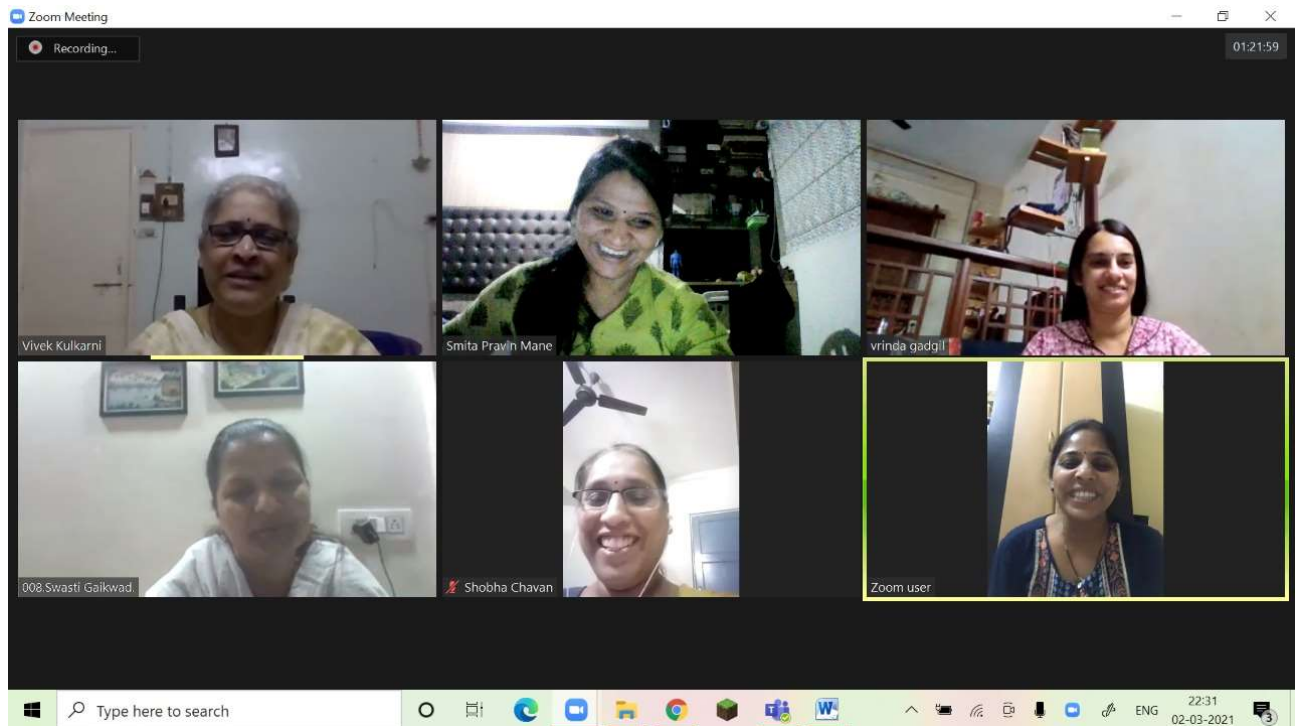 Zoom Meeting
Recording...
01:21:59
Vivek Kulkarni
Smita Pravin Mane
vrinda gadgil
008.Swasti Gaikwad.
Shobha Chavan
Zoom user
Type here to search
W
ENG
22:31
02-03-2021
3